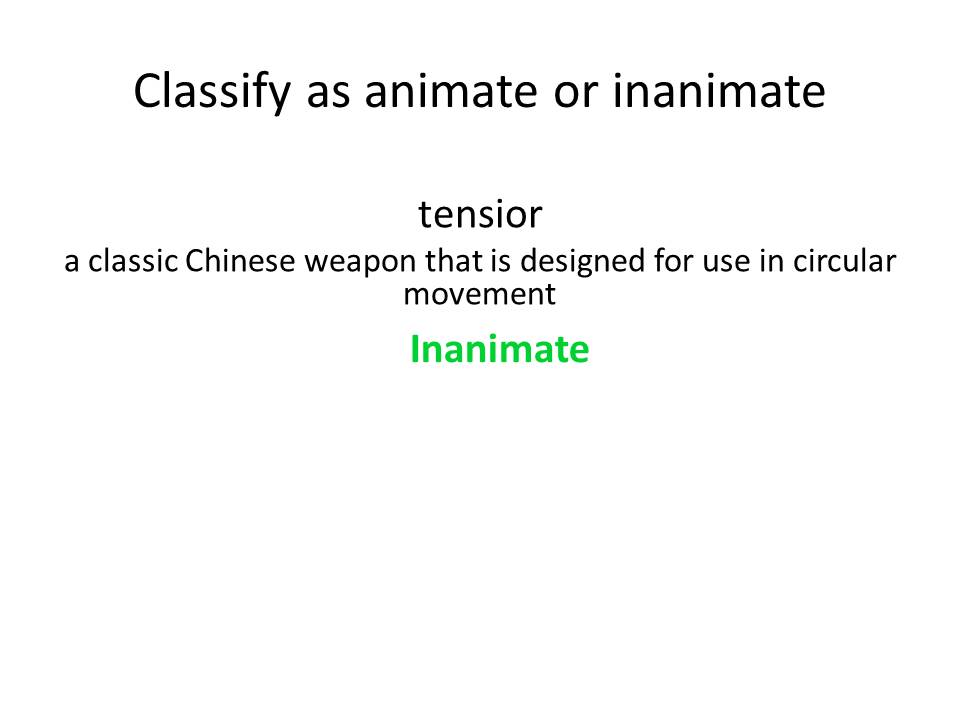 Classify as animate or inanimate
tensior
a classic Chinese weapon that is designed for use in circular
movement
Inanimate